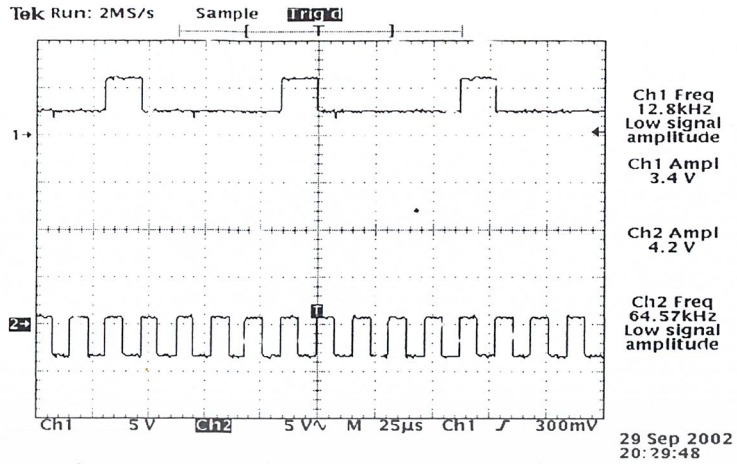 Tek Run: 2MS/s Sample Trig'd
Ch1 Freq
12.8kHz
Low signal
amplitude
1→
Ch1 Ampl
3.4 V
Ch2 Ampl
4.2 V
T
Ch2 Freq
2→
64.57kHz
Low signal
amplitude
Ch1 5 V Ch2 5 V∿ M 25µs Ch1 ƒ 300mV
29 Sep 2002
20:29:48